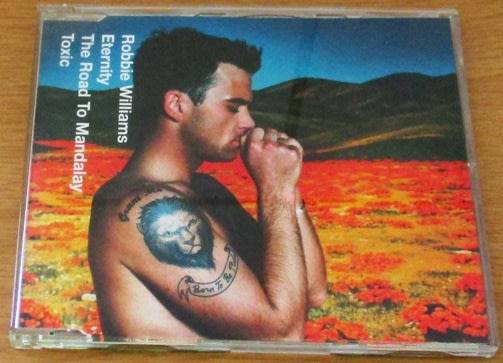 Robbie Williams
Eternity
The Road To Mandalay
Toxic
Born To Be